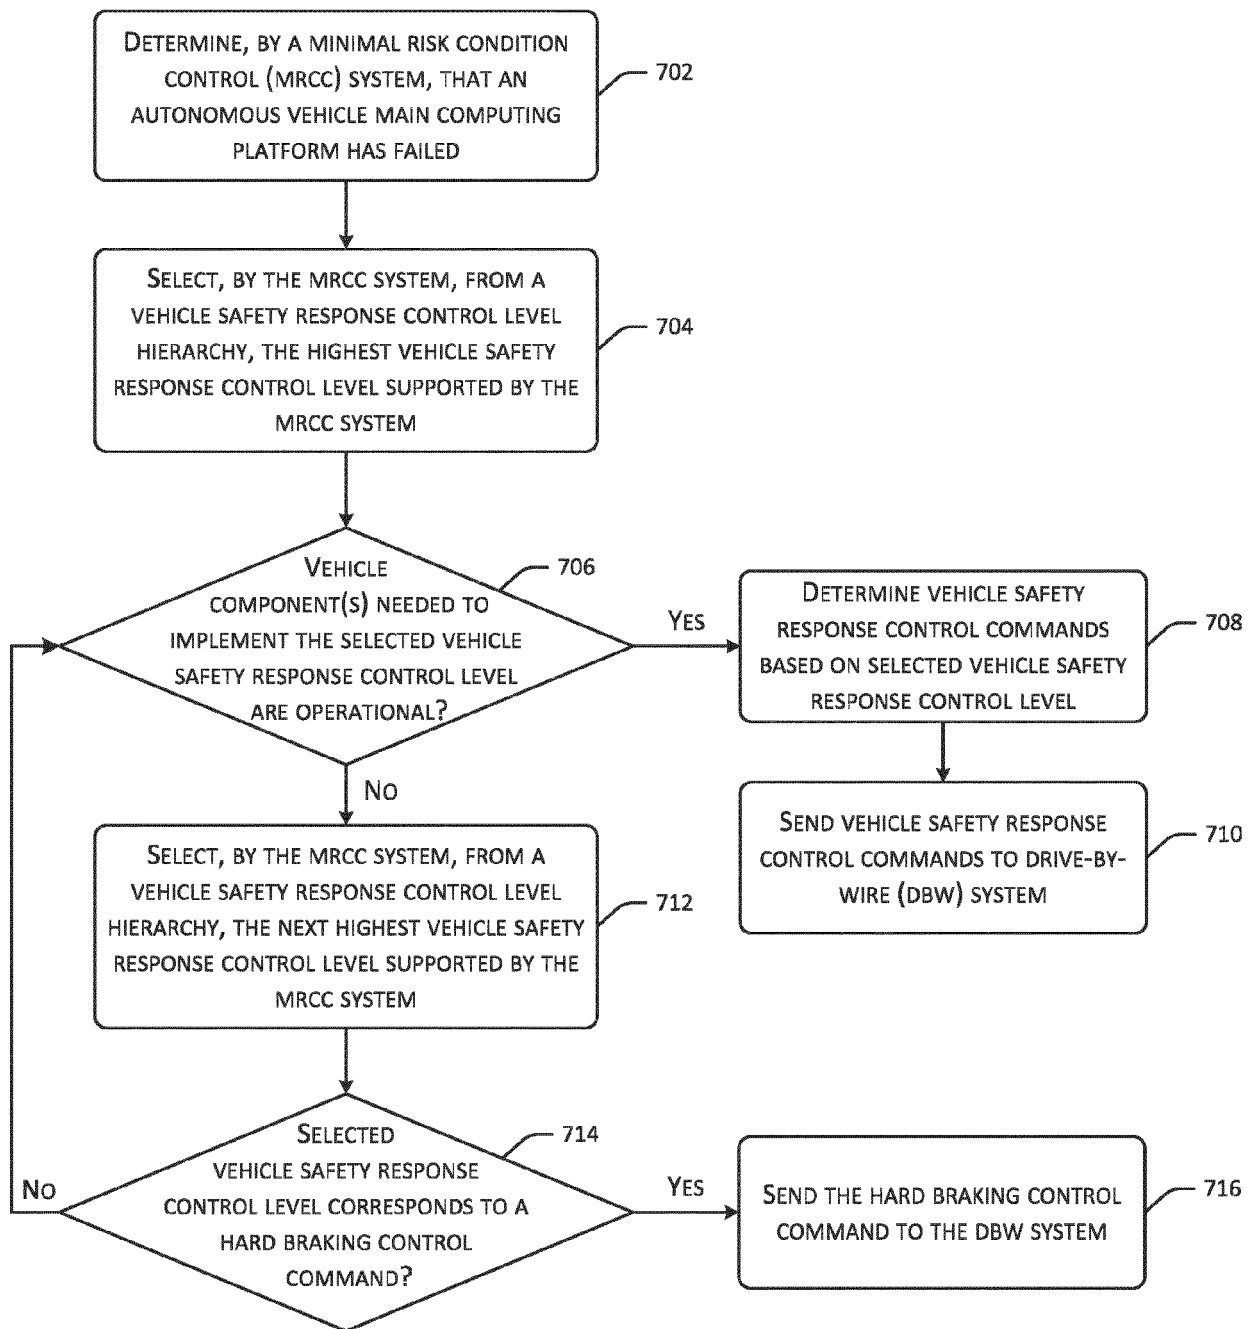 DETERMINE, BY A MINIMAL RISK CONDITION
CONTROL (MRCC) SYSTEM, THAT AN
AUTONOMOUS VEHICLE MAIN COMPUTING
PLATFORM HAS FAILED
702
SELECT, BY THE MRCC SYSTEM, FROM A
VEHICLE SAFETY RESPONSE CONTROL LEVEL
HIERARCHY, THE HIGHEST VEHICLE SAFETY
RESPONSE CONTROL LEVEL SUPPORTED BY THE
MRCC SYSTEM
704
VEHICLE
COMPONENT(S) NEEDED TO
IMPLEMENT THE SELECTED VEHICLE
SAFETY RESPONSE CONTROL LEVEL
ARE OPERATIONAL?
706
YES
DETERMINE VEHICLE SAFETY
RESPONSE CONTROL COMMANDS
BASED ON SELECTED VEHICLE SAFETY
RESPONSE CONTROL LEVEL
708
NO
SEND VEHICLE SAFETY RESPONSE
CONTROL COMMANDS TO DRIVE-BY-
WIRE (DBW) SYSTEM
710
SELECT, BY THE MRCC SYSTEM, FROM A
VEHICLE SAFETY RESPONSE CONTROL LEVEL
HIERARCHY, THE NEXT HIGHEST VEHICLE SAFETY
RESPONSE CONTROL LEVEL SUPPORTED BY THE
MRCC SYSTEM
712
SELECTED
VEHICLE SAFETY RESPONSE
CONTROL LEVEL CORRESPONDS TO A
HARD BRAKING CONTROL
COMMAND?
714
NO
YES
SEND THE HARD BRAKING CONTROL
COMMAND TO THE DBW SYSTEM
716